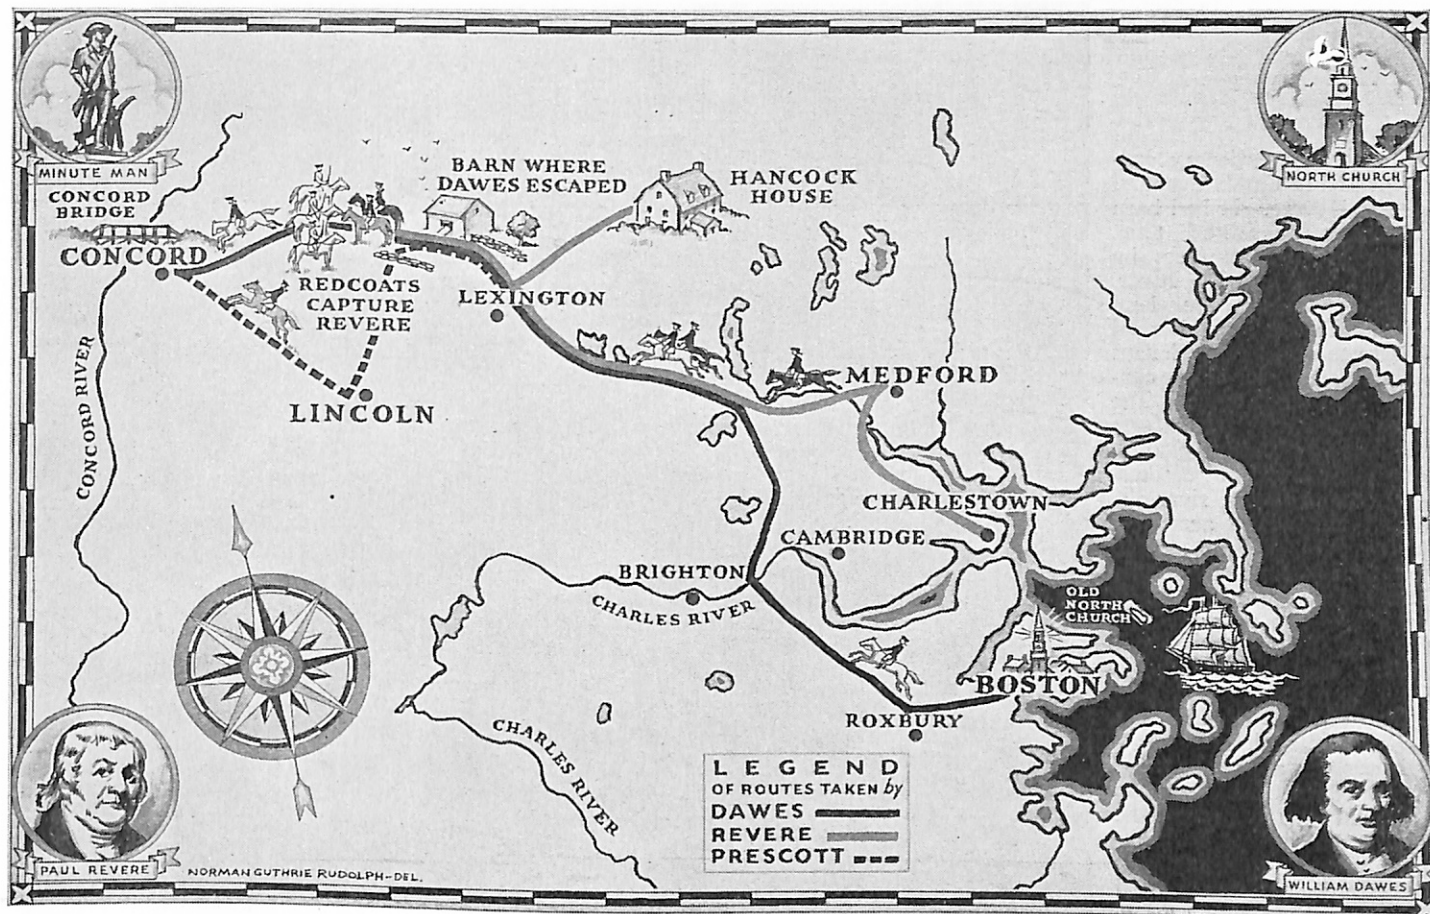 MINUTE MAN
NORTH CHURCH
CONCORD
BRIDGE
CONCORD
BARN WHERE
DAWES ESCAPED
HANCOCK
HOUSE
REDCOATS
CAPTURE
REVERE
LEXINGTON
MEDFORD
LINCOLN
CONCORD RIVER
CHARLESTOWN
CAMBRIDGE
BRIGHTON
CHARLES RIVER
OLD
NORTH
CHURCH
BOSTON
ROXBURY
CHARLES RIVER
LEGEND
OF ROUTES TAKEN by
DAWES
REVERE
PRESCOTT
PAUL REVERE
NORMAN GUTHRIE RUDOLPH-DEL.
WILLIAM DAWES